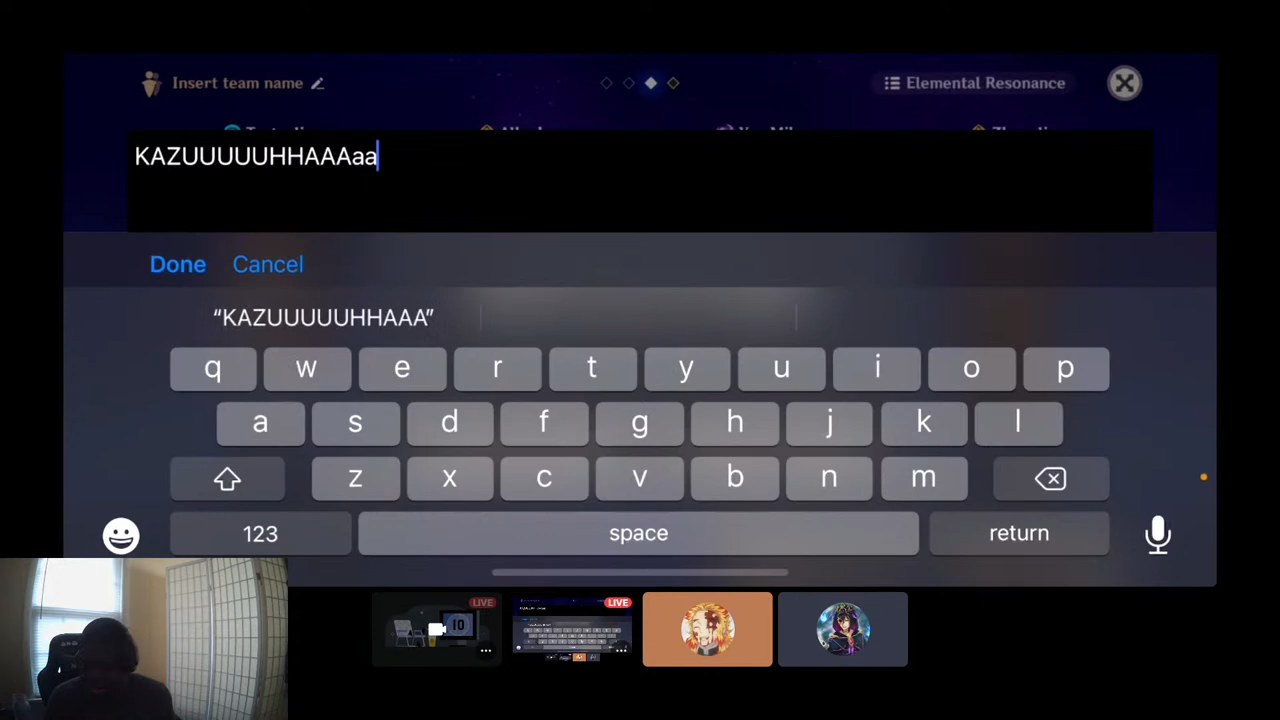 Insert team name
Elemental Resonance
KAZUUUUUHHAAAaa
Done Cancel
“KAZUUUUUHHAAA”
q w e r t y u i o p
a s d f g h j k l
z x c v b n m
123 space return
LIVE LIVE